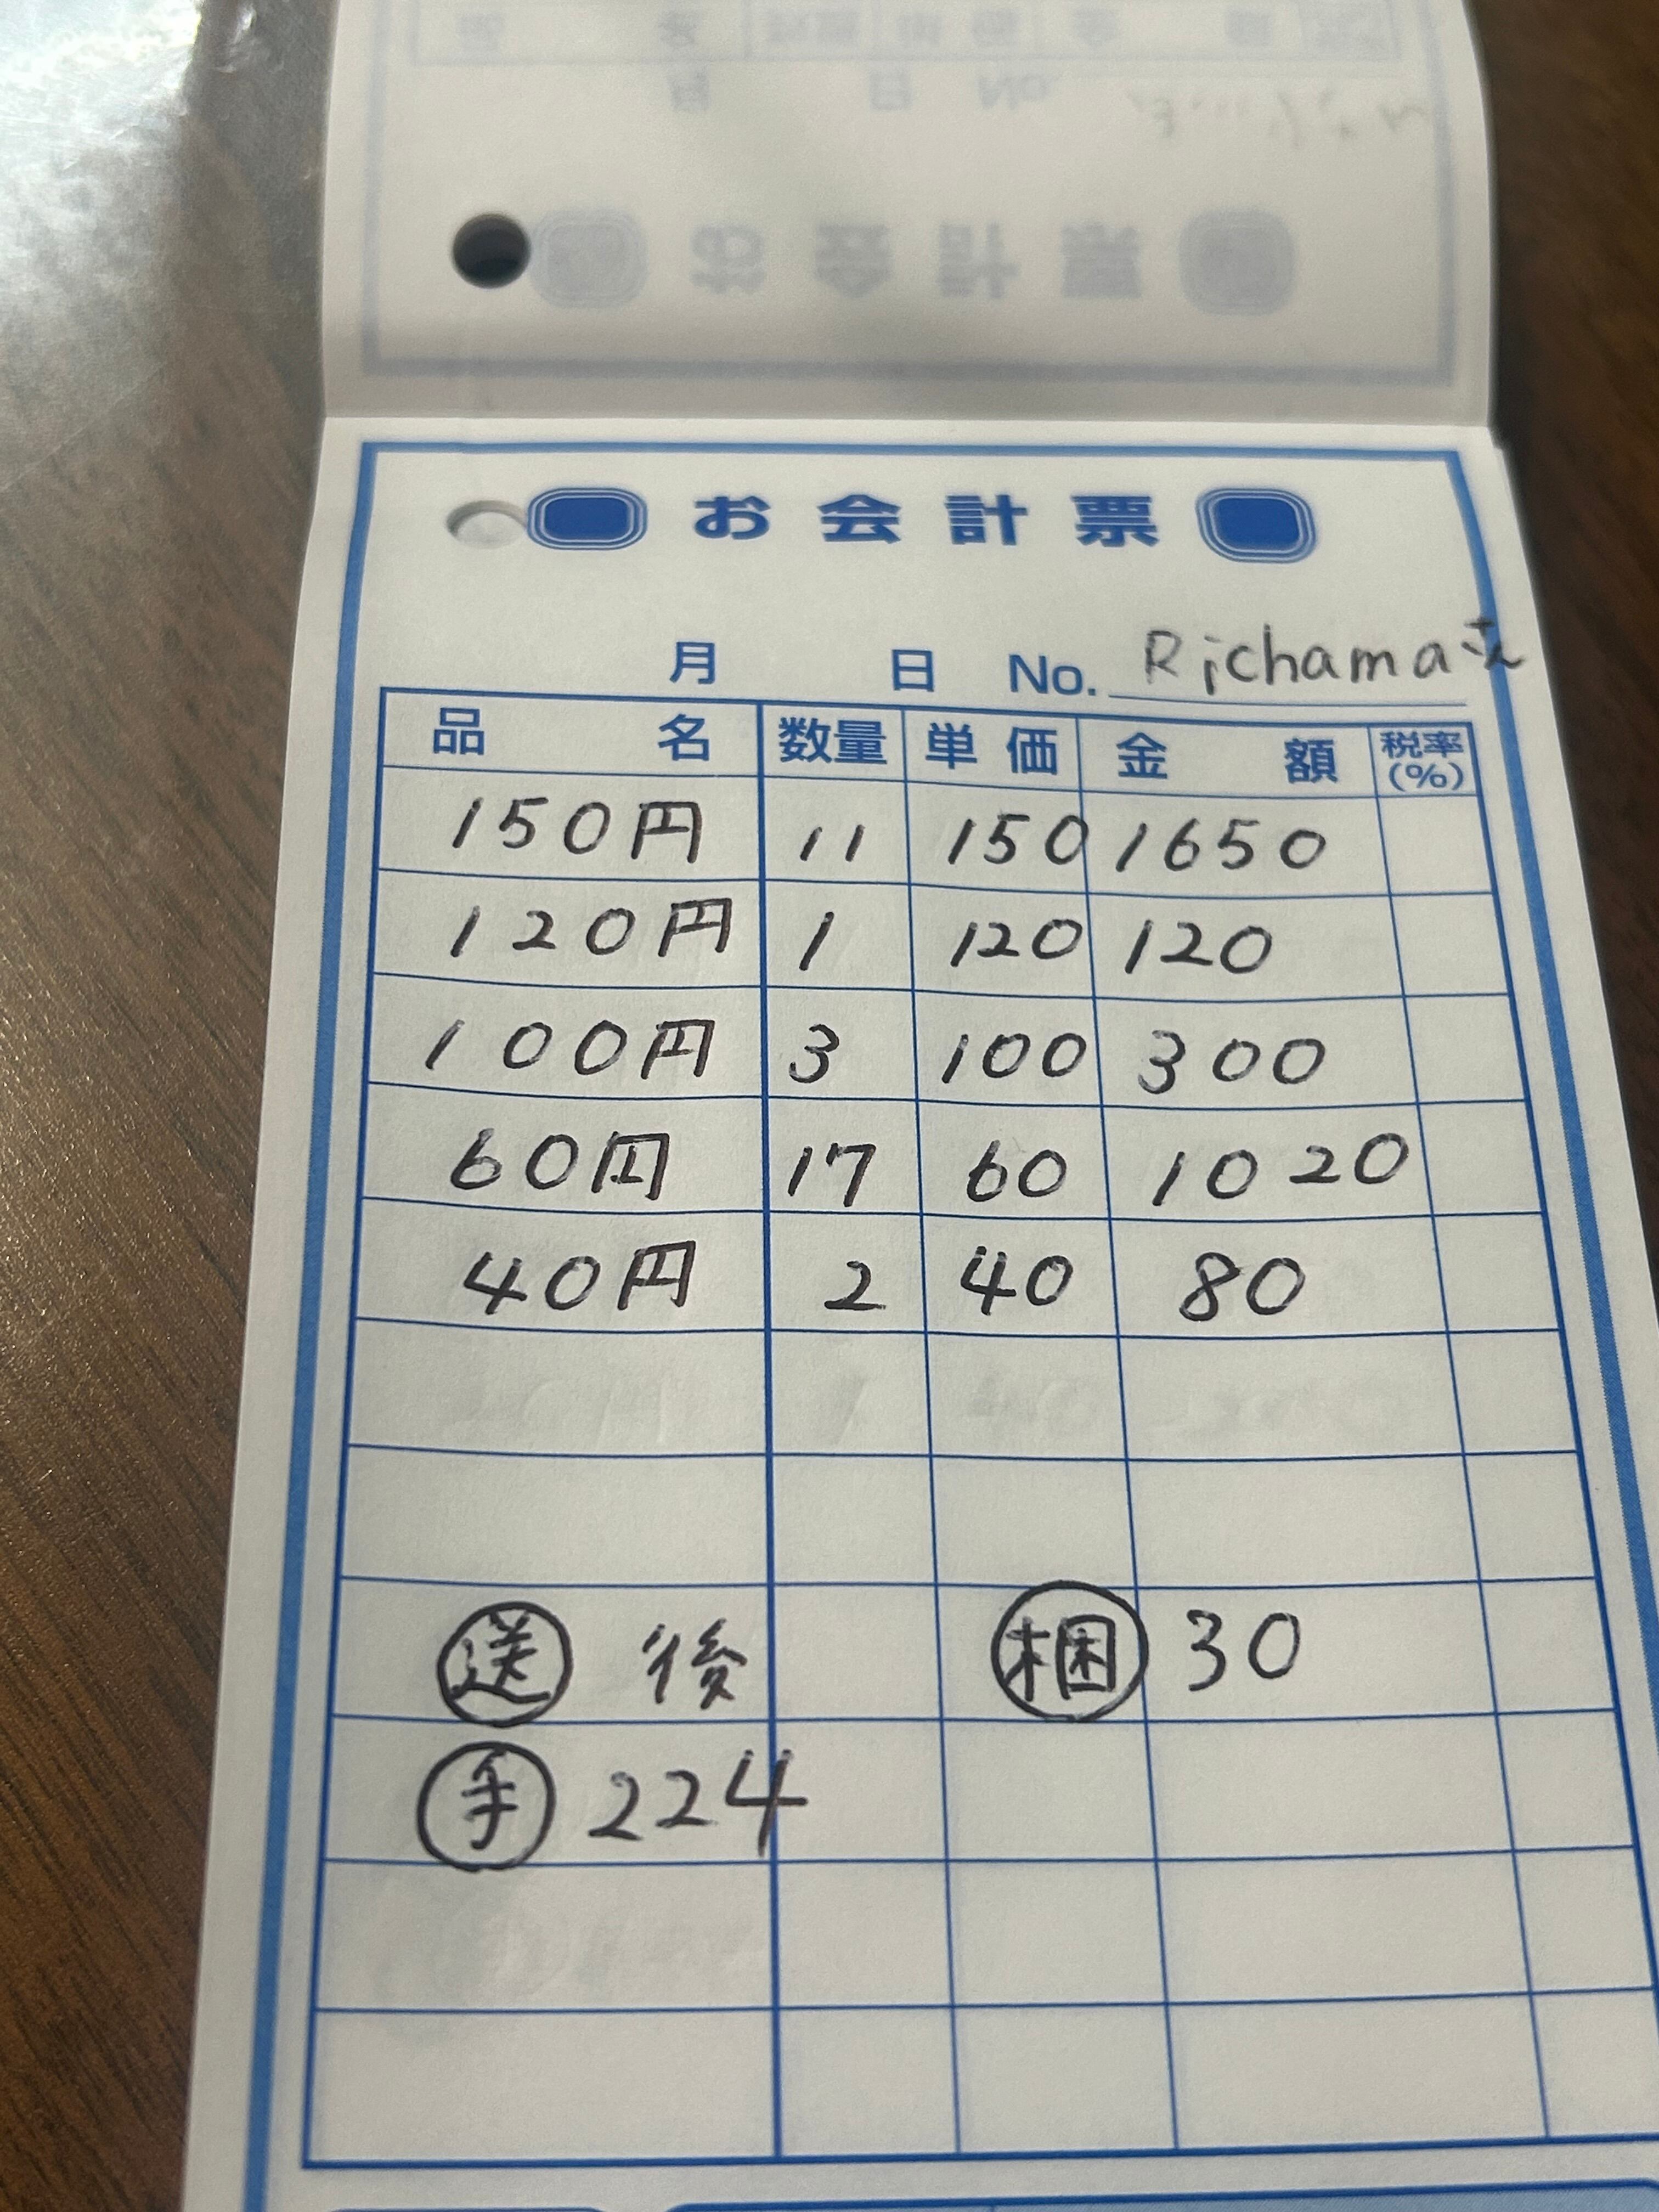 お会計票
月 日 No. Richamaさん
品名 数量 単価 金額 税率(%)
150円 11 150 1650
120円 1 120 120
100円 3 100 300
60円 17 60 1020
40円 2 40 80
送 後 梱 30
手 224